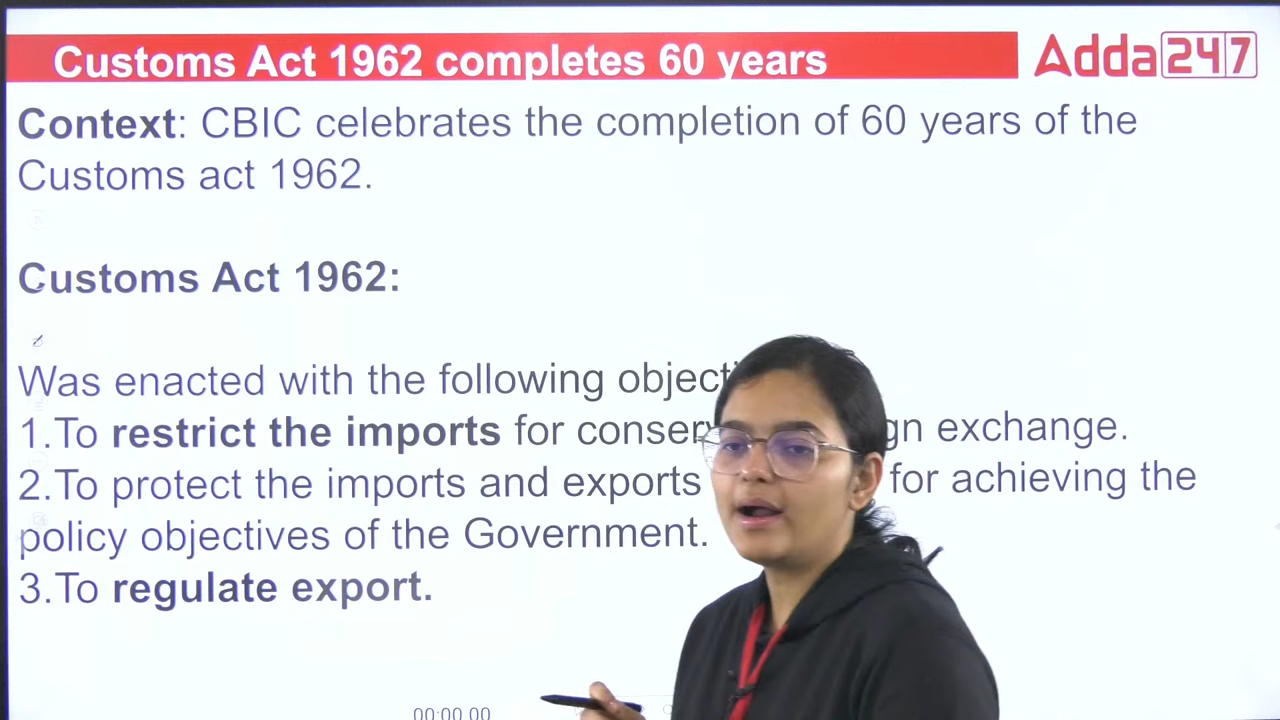 Customs Act 1962 completes 60 years
Adda247
Context: CBIC celebrates the completion of 60 years of the
Customs act 1962.
Customs Act 1962:
Was enacted with the following
1.To restrict the imports for exchange.
2.To protect the imports and exports for achieving the
policy objectives of the Government.
3.To regulate export.
00:00.00